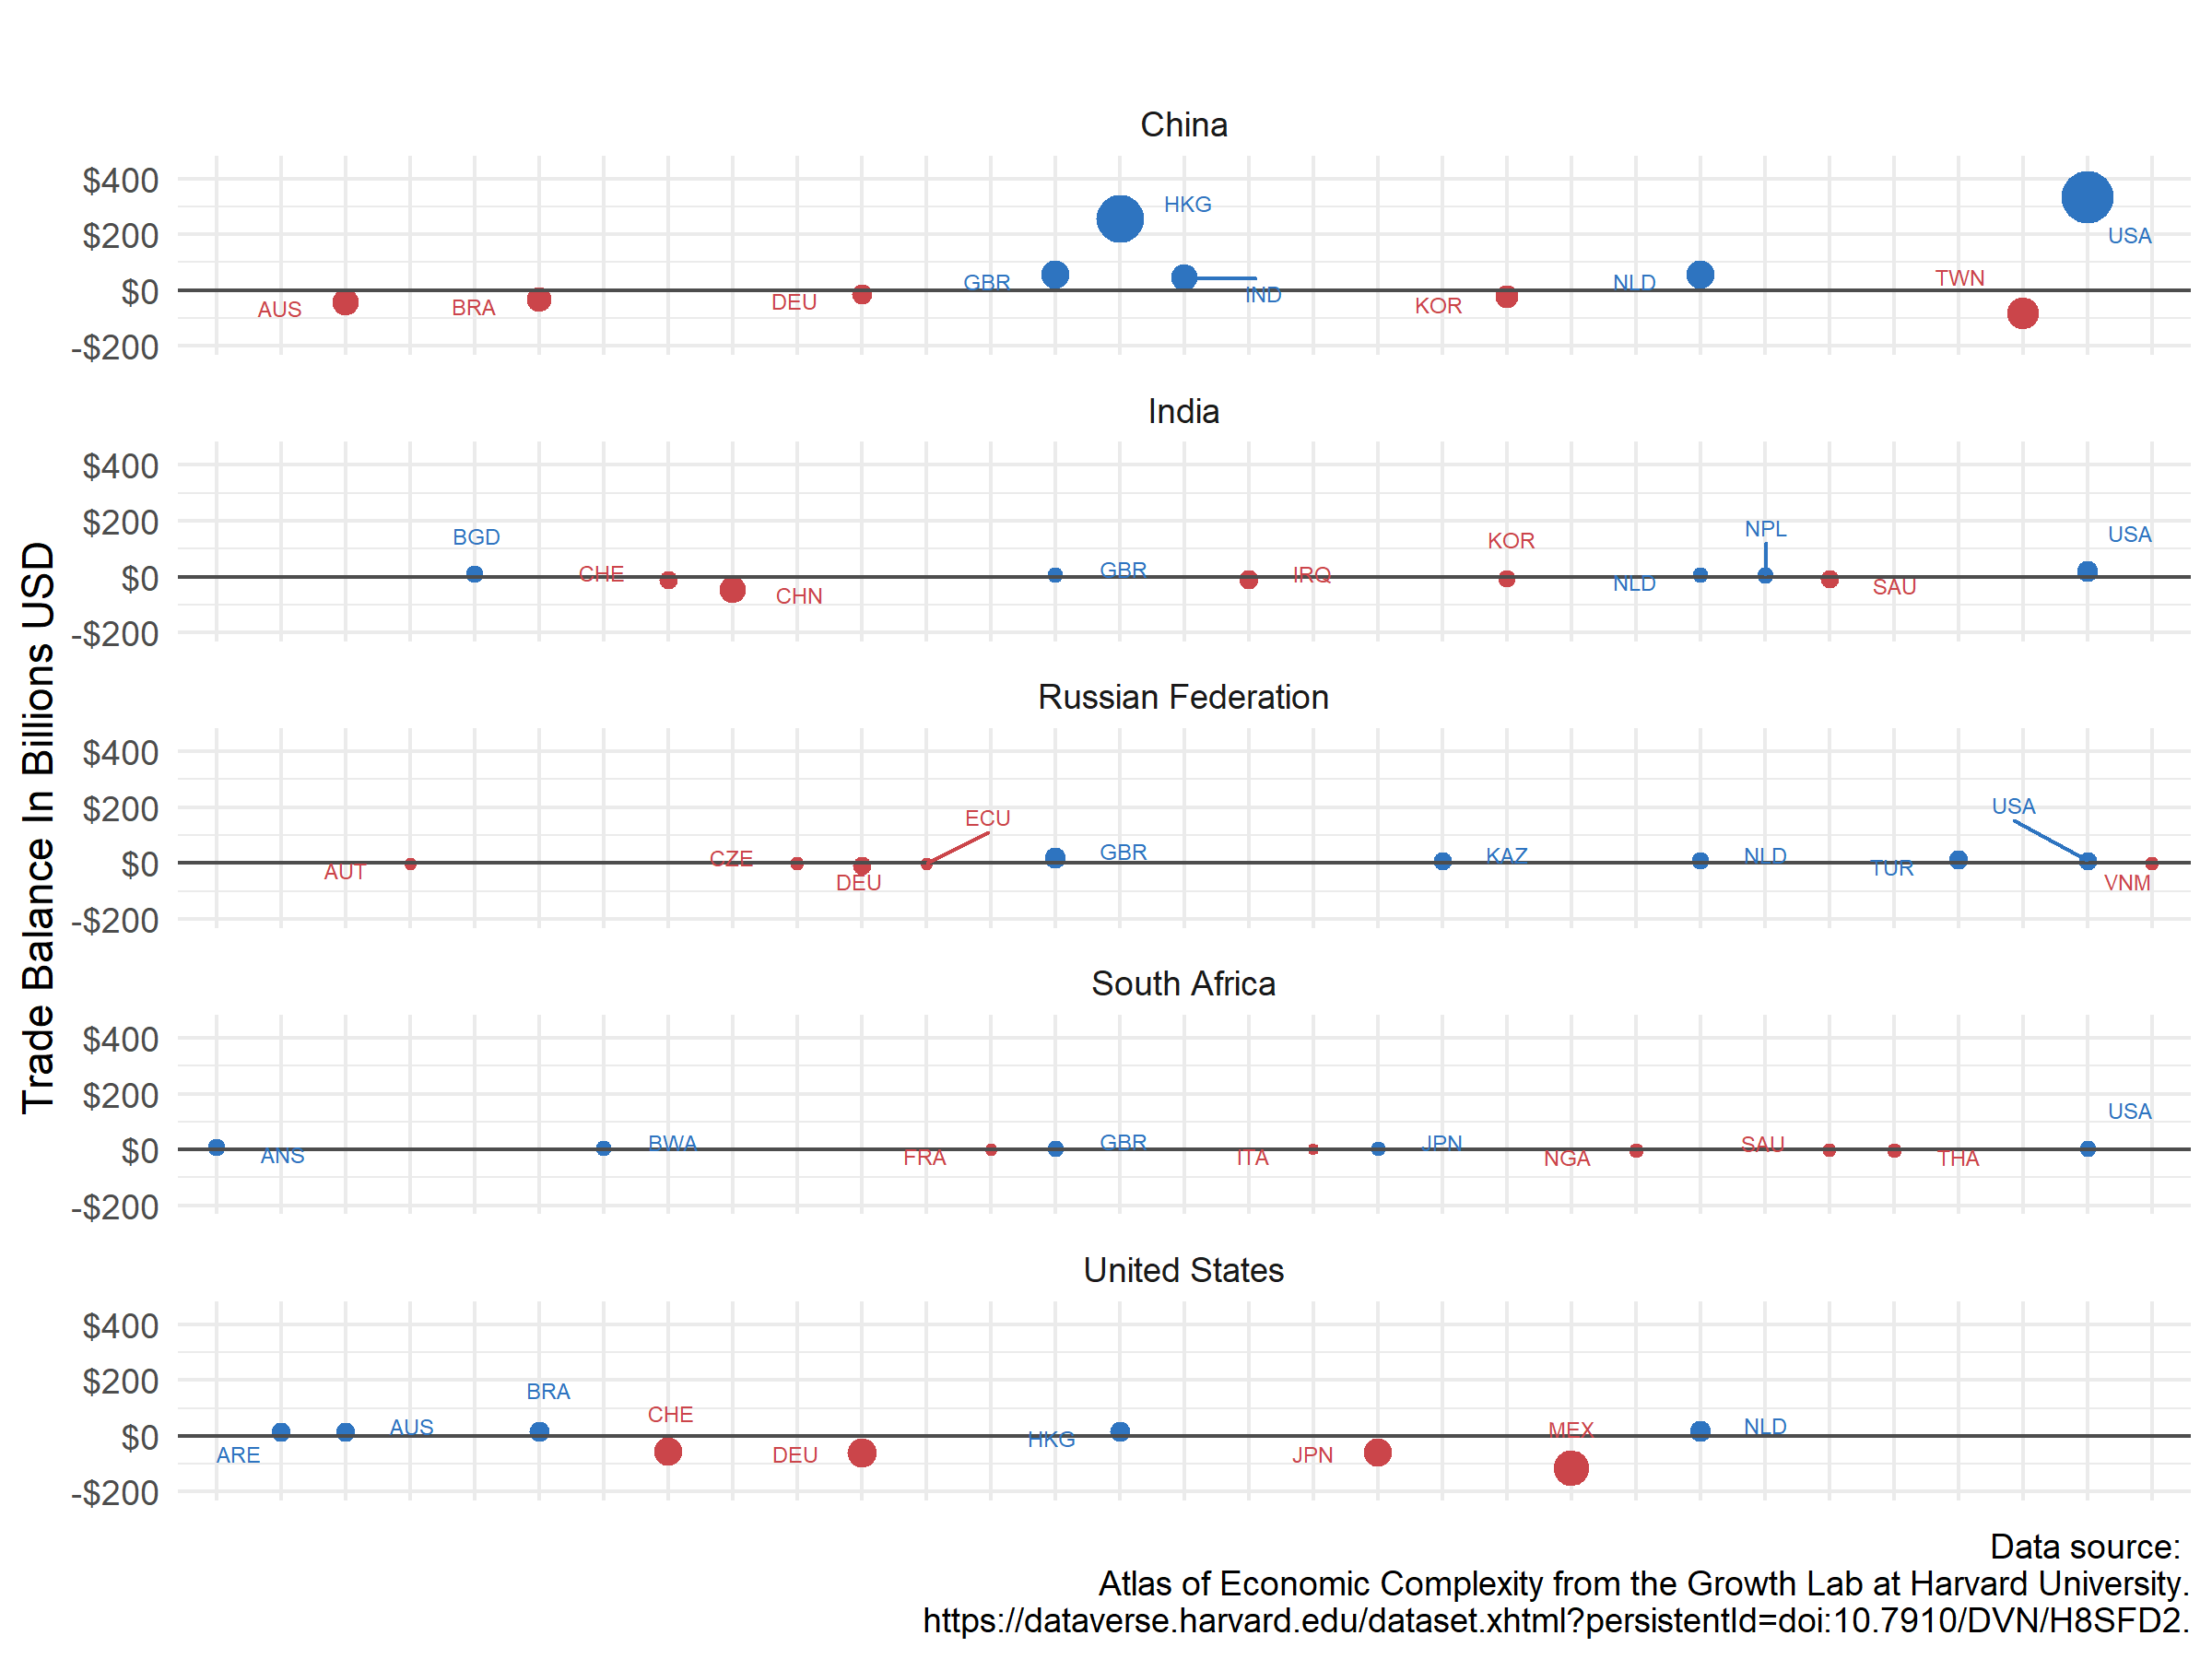 Trade Balance In Billions USD
China
$400
$200
$0
-$200
HKG
USA
GBR
IND
NLD
TWN
AUS
BRA
DEU
KOR
India
$400
$200
$0
-$200
BGD
KOR
NPL
USA
CHE
CHN
GBR
IRQ
NLD
SAU
Russian Federation
$400
$200
$0
-$200
ECU
USA
AUT
CZE
DEU
GBR
KAZ
NLD
TUR
VNM
South Africa
$400
$200
$0
-$200
USA
ANS
BWA
FRA
GBR
ITA
JPN
NGA
SAU
THA
United States
$400
$200
$0
-$200
BRA
CHE
AUS
MEX
NLD
ARE
DEU
HKG
JPN
Data source:
Atlas of Economic Complexity from the Growth Lab at Harvard University.
https://dataverse.harvard.edu/dataset.xhtml?persistentId=doi:10.7910/DVN/H8SFD2.